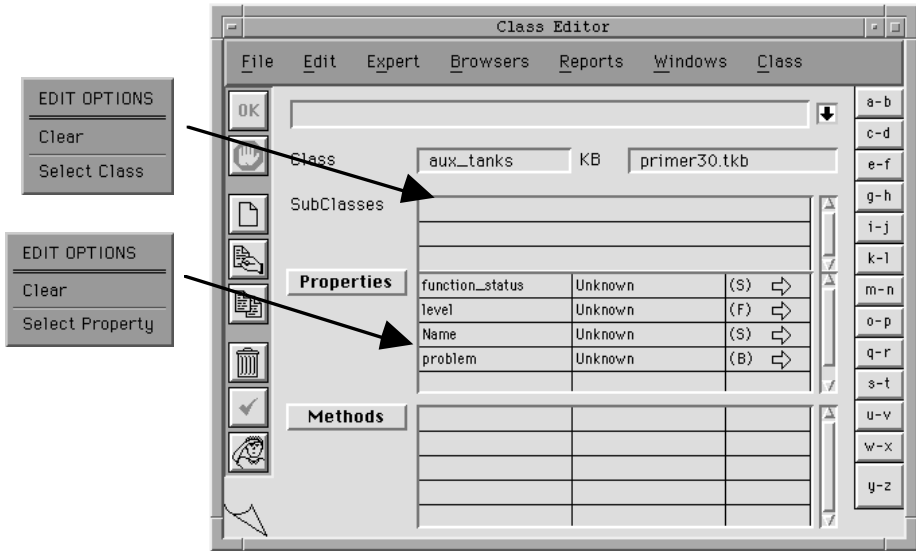 Class Editor
File Edit Expert Browsers Reports Windows Class
EDIT OPTIONS
Clear
Select Class
EDIT OPTIONS
Clear
Select Property
OK
Class aux_tanks KB primer30.tkb
SubClasses
Properties
function_status Unknown (S)
level Unknown (F)
Name Unknown (S)
problem Unknown (B)
Methods
a-b
c-d
e-f
g-h
i-j
k-l
m-n
o-p
q-r
s-t
u-v
w-x
y-z